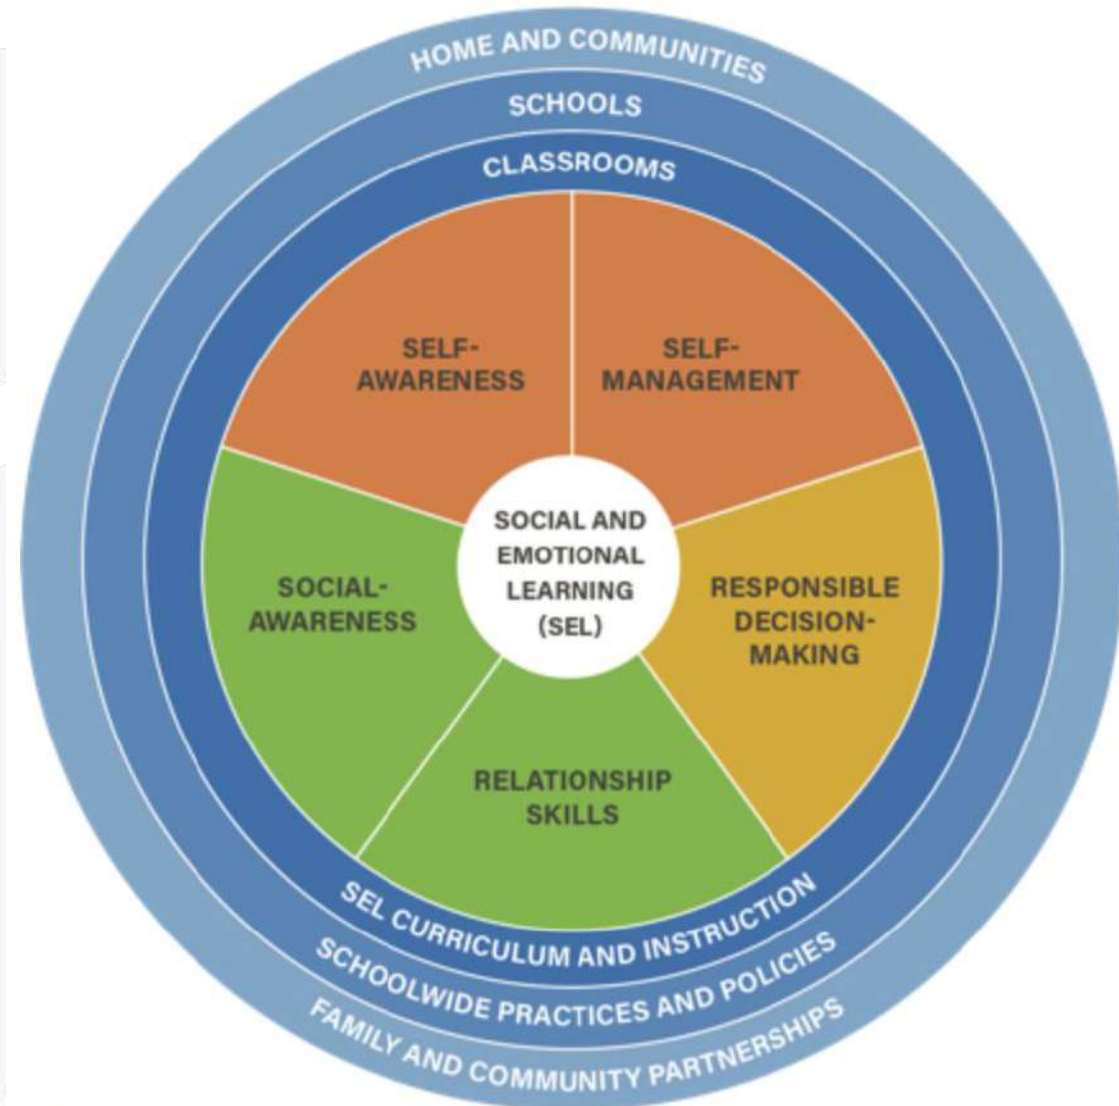 HOME AND COMMUNITIES
SCHOOLS
CLASSROOMS
SELF-
AWARENESS
SELF-
MANAGEMENT
SOCIAL AND
EMOTIONAL
LEARNING
(SEL)
SOCIAL-
AWARENESS
RESPONSIBLE
DECISION-
MAKING
RELATIONSHIP
SKILLS
SEL CURRICULUM AND INSTRUCTION
SCHOOLWIDE PRACTICES AND POLICIES
FAMILY AND COMMUNITY PARTNERSHIPS